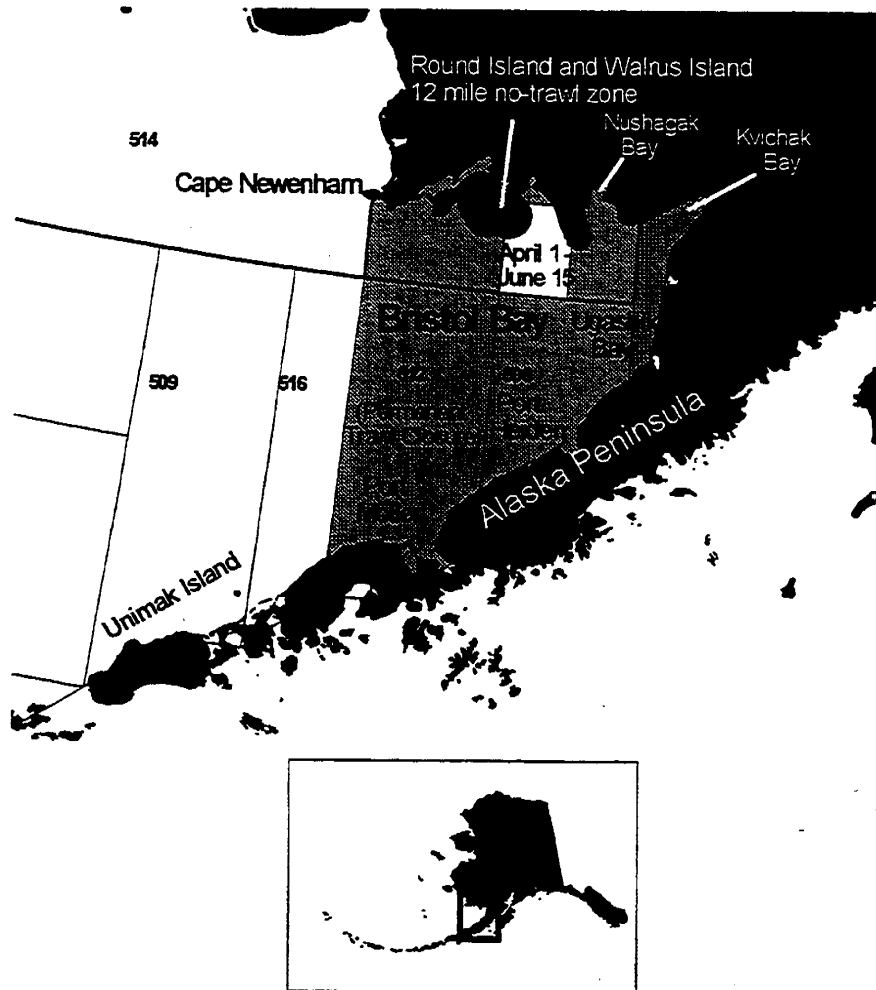 Round Island and Walrus Island
12 mile no-trawl zone
Nushagak
Bay
Kvichak
Bay
514
Cape Newenham
April 1 -
June 15
Bristol Bay
Bay
509
516
Alaska Peninsula
Unimak Island